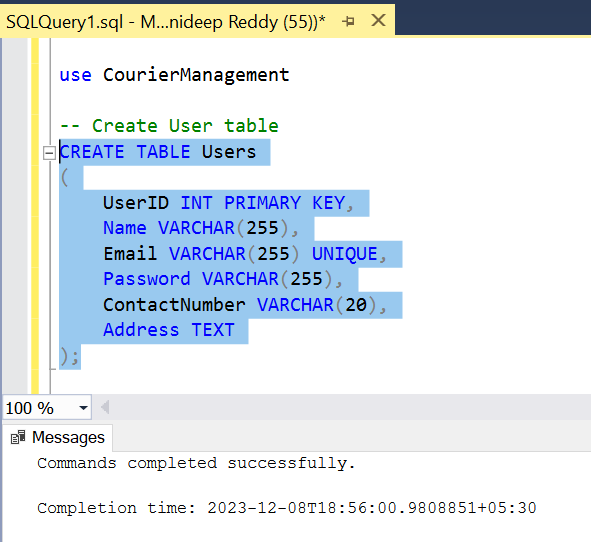 SQLQuery1.sql - M...nideep Reddy (55))*
use CourierManagement
-- Create User table
CREATE TABLE Users
(
UserID INT PRIMARY KEY,
Name VARCHAR(255),
Email VARCHAR(255) UNIQUE,
Password VARCHAR(255),
ContactNumber VARCHAR(20),
Address TEXT
);
100 %
Messages
Commands completed successfully.
Completion time: 2023-12-08T18:56:00.9808851+05:30